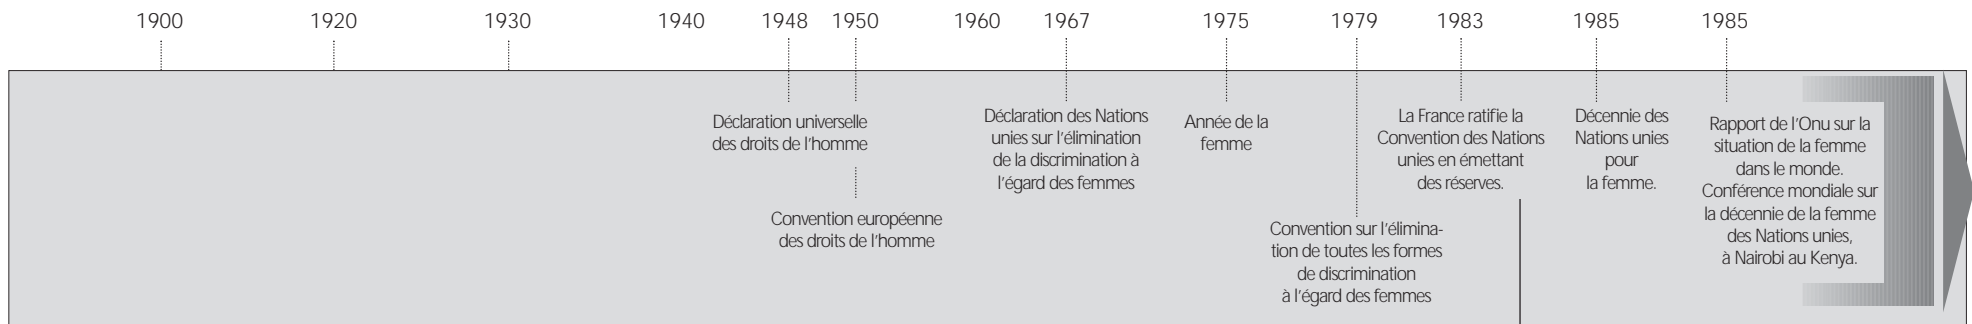 1900 1920 1930 1940 1948 1950 1960 1967 1975 1979 1983 1985 1985
Déclaration universelle
des droits de l'homme
Convention européenne
des droits de l'homme
Déclaration des Nations
unies sur l'élimination
de la discrimination à
l'égard des femmes
Année de la
femme
Convention sur l'élimina-
tion de toutes les formes
de discrimination
à l'égard des femmes
La France ratifie la
Convention des Nations
unies en émettant
des réserves.
Décennie des
Nations unies
pour
la femme.
Rapport de l'Onu sur la
situation de la femme
dans le monde.
Conférence mondiale sur
la décennie de la femme
des Nations unies,
à Nairobi au Kenya.